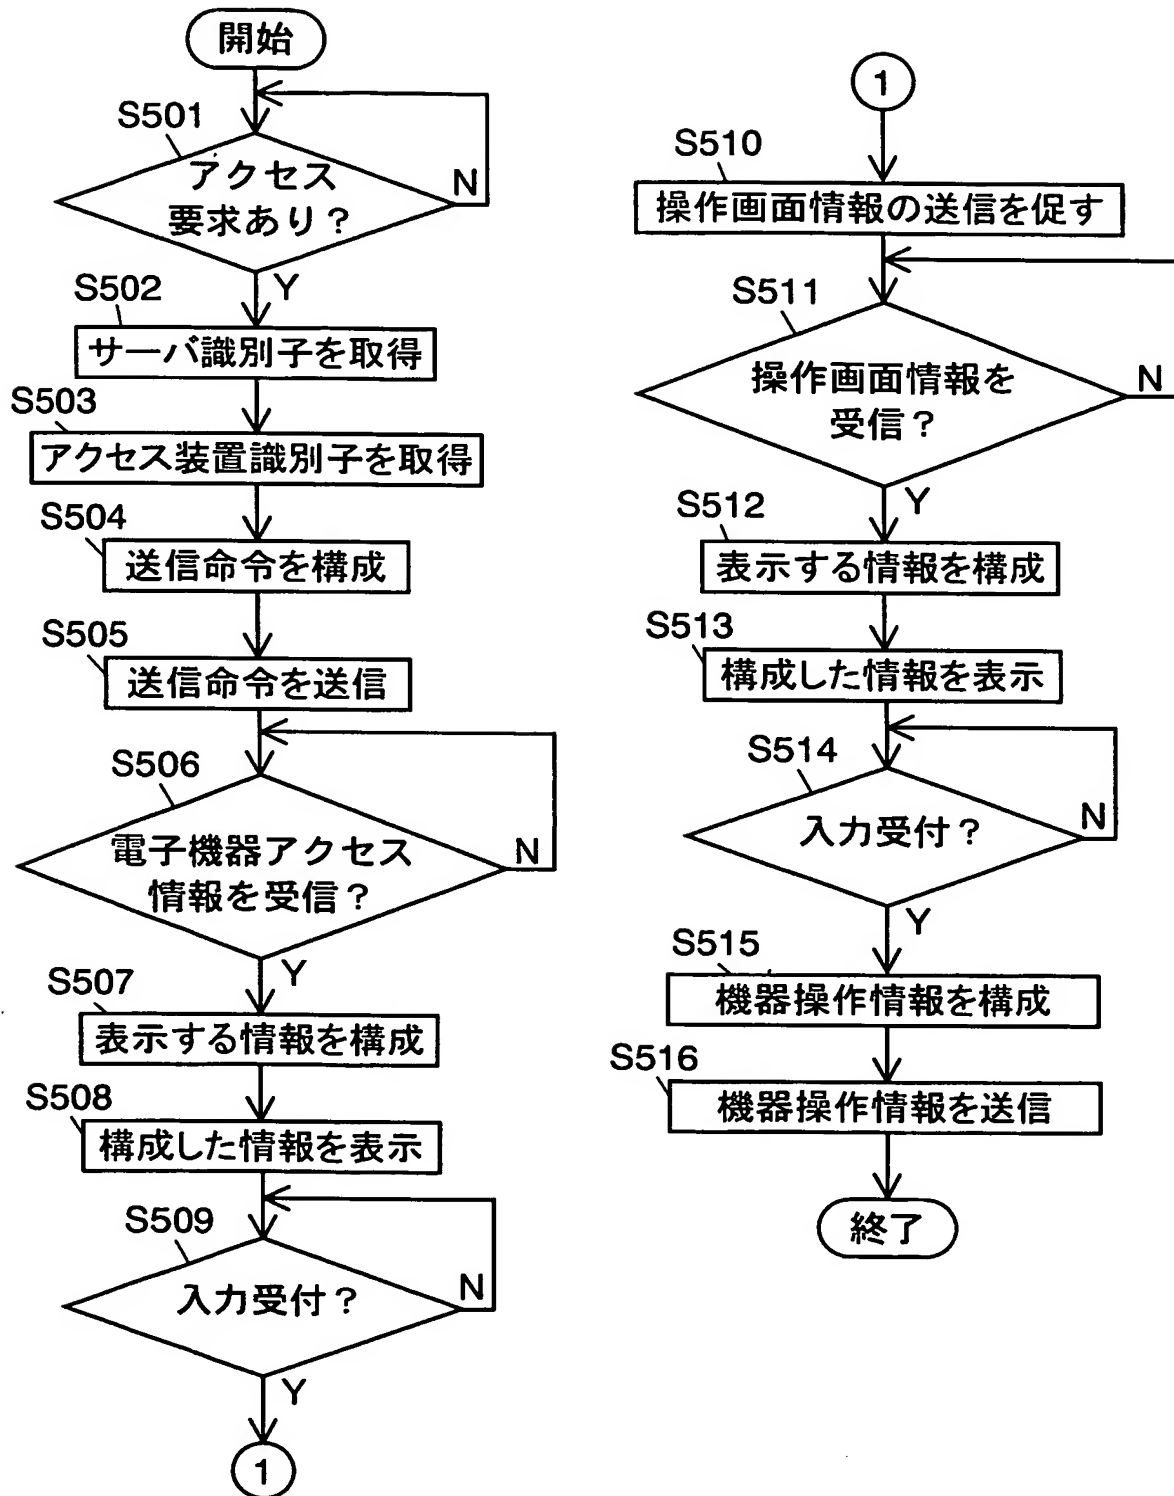 開始
S501
アクセス
要求あり?
N
Y
S502
サーバ識別子を取得
S503
アクセス装置識別子を取得
S504
送信命令を構成
S505
送信命令を送信
S506
電子機器アクセス
情報を受信?
N
Y
S507
表示する情報を構成
S508
構成した情報を表示
S509
入力受付?
N
Y
1
1
S510
操作画面情報の送信を促す
S511
操作画面情報を
受信?
N
Y
S512
表示する情報を構成
S513
構成した情報を表示
S514
入力受付?
N
Y
S515
機器操作情報を構成
S516
機器操作情報を送信
終了